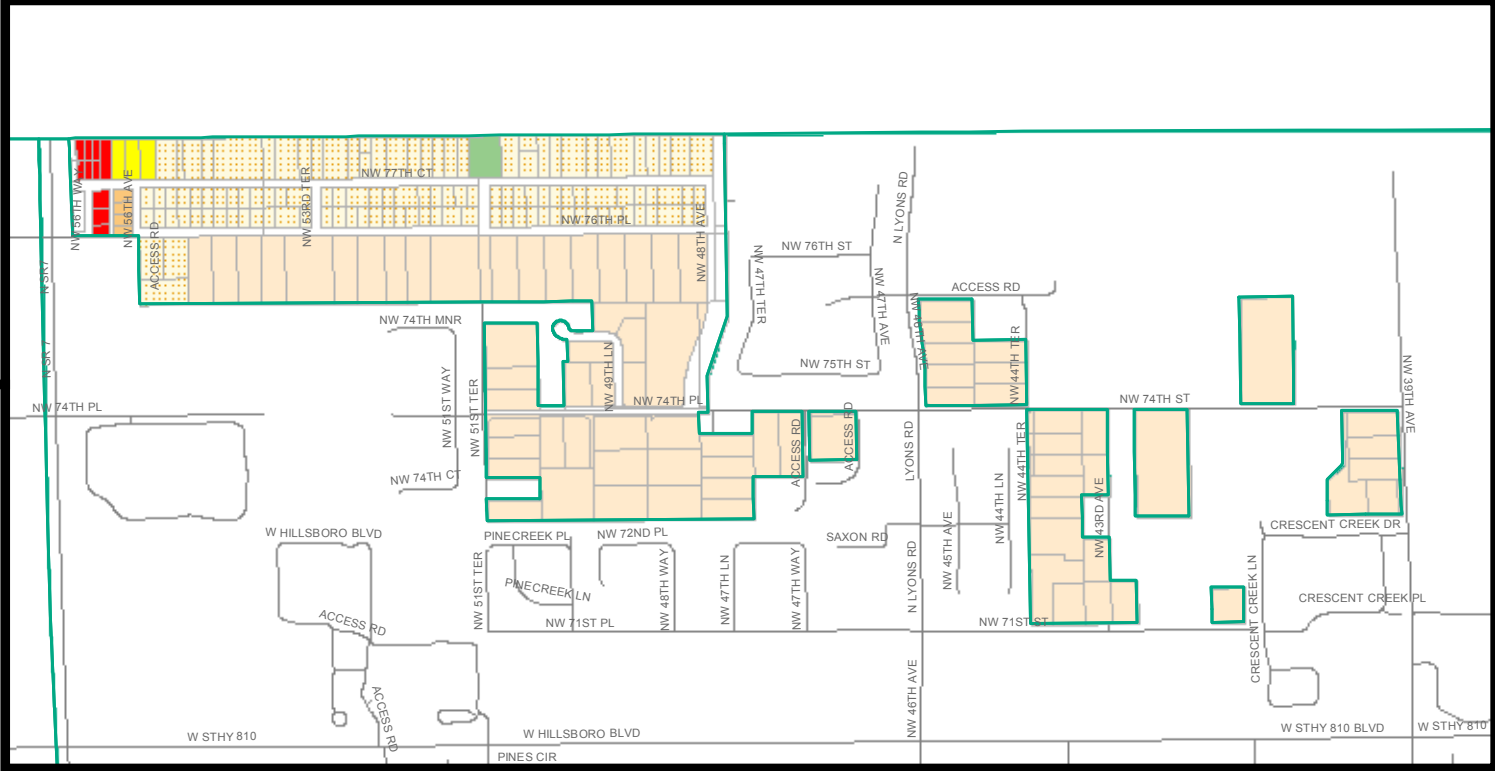 NW 77TH CT
NW 56TH WAY
NW 56TH AVE
NW 53RD TER
NW 76TH PL
NW 48TH AVE
ACCESS RD
N SR7
N LYONS RD
NW 76TH ST
NW 47TH TER
NW 47TH AVE
ACCESS RD
NW 46TH AVE
NW 74TH MNR
N SR 7
NW 44TH TER
NW 75TH ST
NW 49TH LN
NW 39TH AVE
NW 51ST WAY
NW 51ST TER
NW 74TH PL
NW 74TH PL
NW 74TH ST
ACCESS RD
ACCESS RD
LYONS RD
NW 44TH TER
NW 74TH CT
NW 44TH LN
NW 43RD AVE
NW 45TH AVE
W HILLSBORO BLVD
PINECREEK PL
NW 72ND PL
SAXON RD
CRESCENT CREEK DR
NW 51ST TER
PINECREEK LN
NW 48TH WAY
NW 47TH LN
NW 47TH WAY
N LYONS RD
CRESCENT CREEK LN
CRESCENT CREEK PL
ACCESS RD
NW 71ST PL
NW 71ST ST
ACCESS RD
NW 46TH AVE
W STHY 810
W HILLSBORO BLVD
W STHY 810 BLVD
W STHY 810
PINES CIR